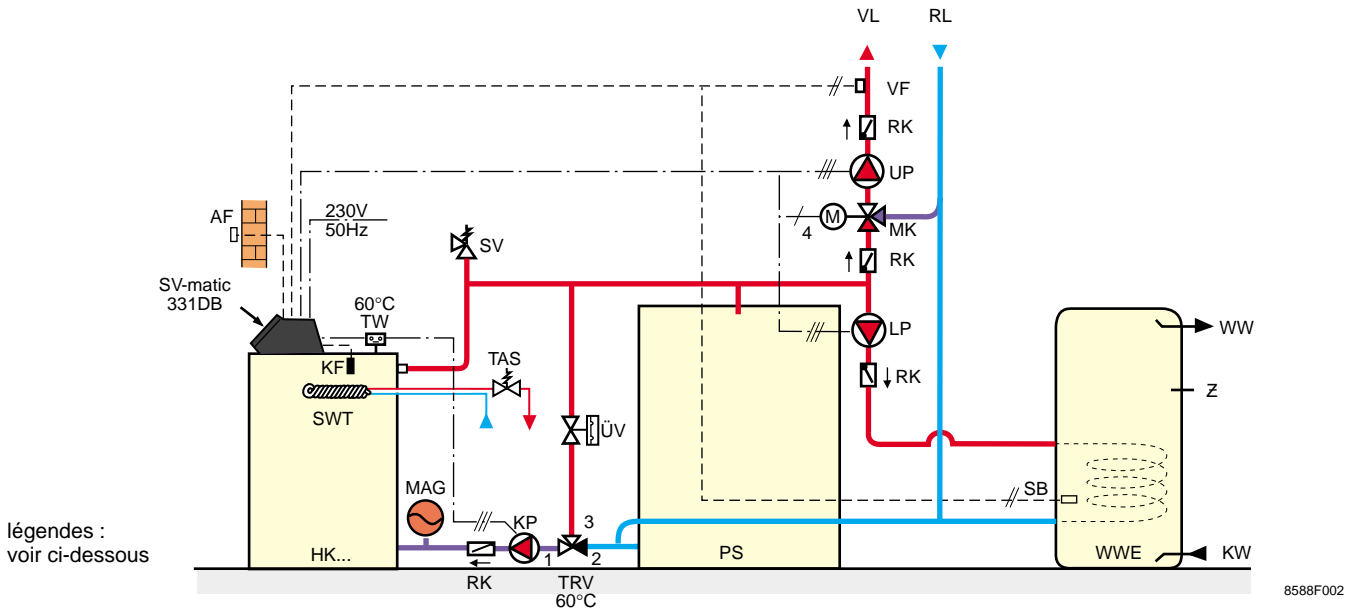 VL
RL
VF
RK
UP
M
4
MK
RK
AF
230V
50Hz
SV
SV-matic
331DB
60°C
TW
KF
TAS
SWT
LP
RK
WW
Z
ÜV
MAG
SB
légendes :
voir ci-dessous
HK...
KP
3
1
2
PS
WWE
KW
RK
TRV
60°C
8588F002